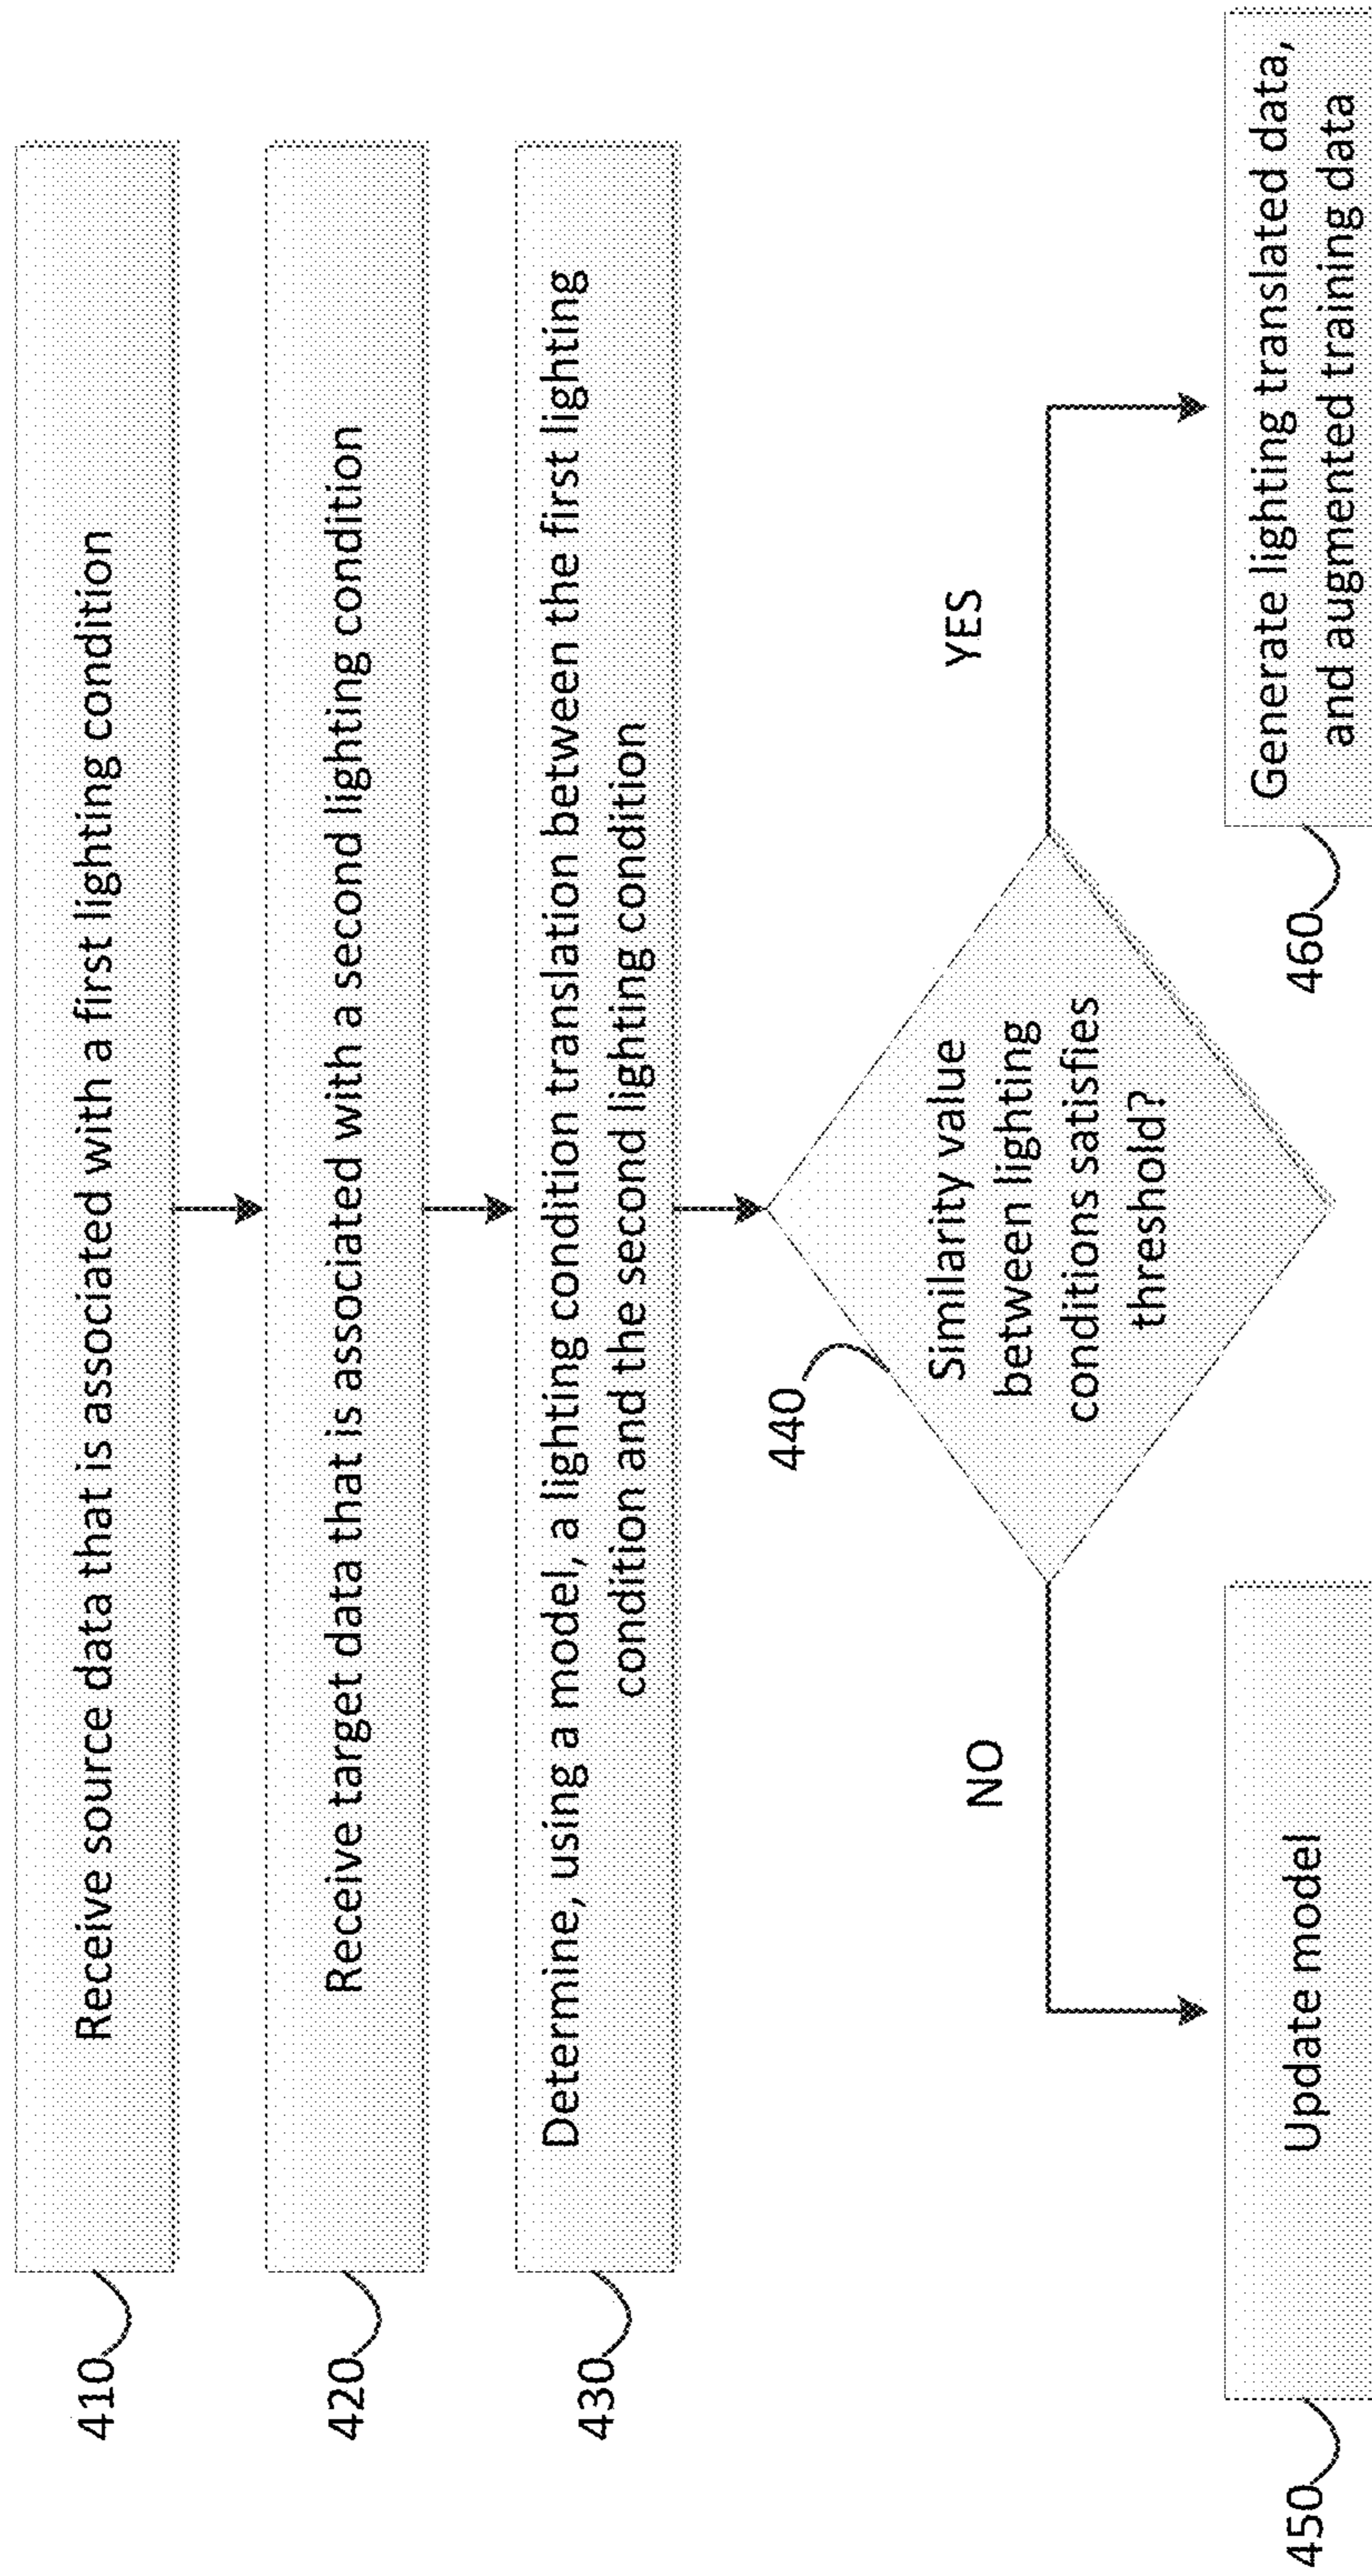 410
Receive source data that is associated with a first lighting condition
420
Receive target data that is associated with a second lighting condition
430
Determine, using a model, a lighting condition translation between the first lighting
condition and the second lighting condition
440
Similarity value
between lighting
conditions satisfies
threshold?
NO
YES
450
Update model
460
Generate lighting translated data,
and augmented training data